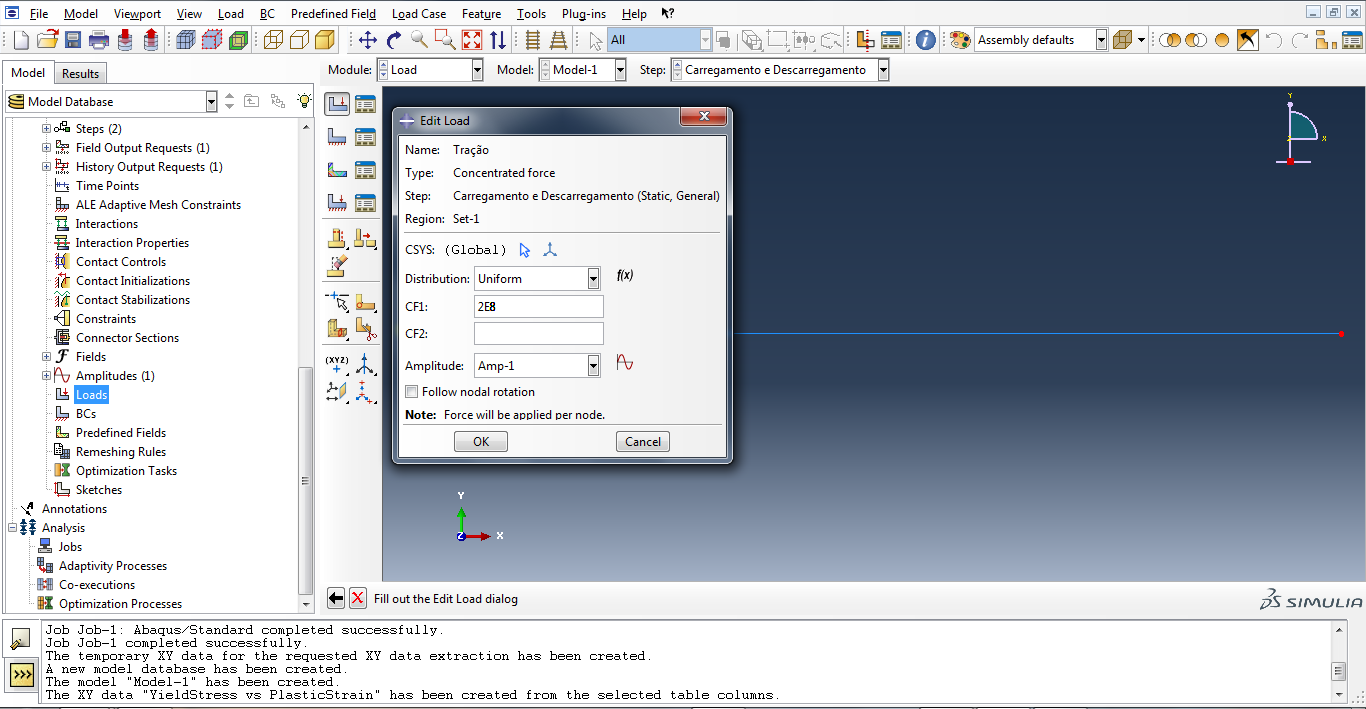 File Model Viewport View Load BC Predefined Field Load Case Feature Tools Plug-ins Help
All Assembly defaults
Model Results Module: Load Model: Model-1 Step: Carregamento e Descarregamento
Model Database
Steps (2)
Field Output Requests (1)
History Output Requests (1)
Time Points
ALE Adaptive Mesh Constraints
Interactions
Interaction Properties
Contact Controls
Contact Initializations
Contact Stabilizations
Constraints
Connector Sections
Fields
Amplitudes (1)
Loads
BCs
Predefined Fields
Remeshing Rules
Optimization Tasks
Sketches
Annotations
Analysis
Jobs
Adaptivity Processes
Co-executions
Optimization Processes
(XYZ)
Edit Load
Name: Tração
Type: Concentrated force
Step: Carregamento e Descarregamento (Static, General)
Region: Set-1
CSYS: (Global)
Distribution: Uniform f(x)
CF1: 2E8
CF2:
Amplitude: Amp-1
Follow nodal rotation
Note: Force will be applied per node.
OK Cancel
Y
X
Y
Z X
Fill out the Edit Load dialog
SIMULIA
Job Job-1: Abaqus/Standard completed successfully.
Job Job-1 completed successfully.
The temporary XY data for the requested XY data extraction has been created.
A new model database has been created.
The model "Model-1" has been created.
The XY data "YieldStress vs PlasticStrain" has been created from the selected table columns.